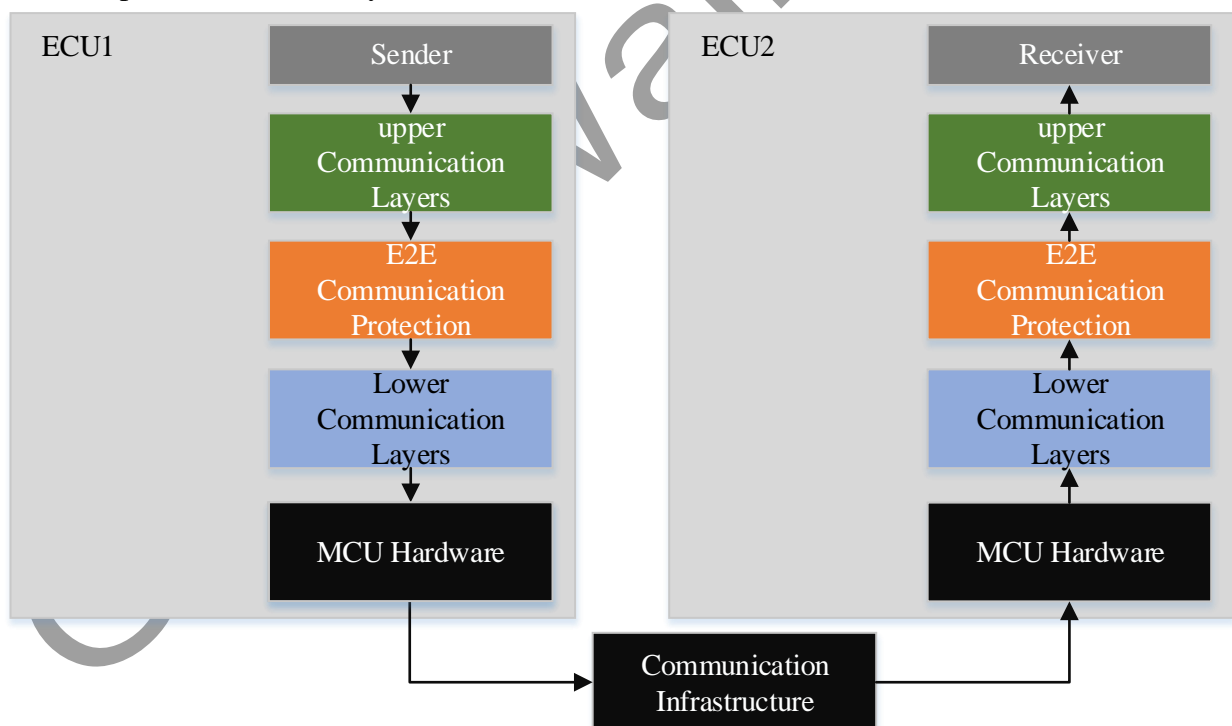 ECU1
Sender
upper
Communication
Layers
E2E
Communication
Protection
Lower
Communication
Layers
MCU Hardware
ECU2
Receiver
upper
Communication
Layers
E2E
Communication
Protection
Lower
Communication
Layers
MCU Hardware
Communication
Infrastructure